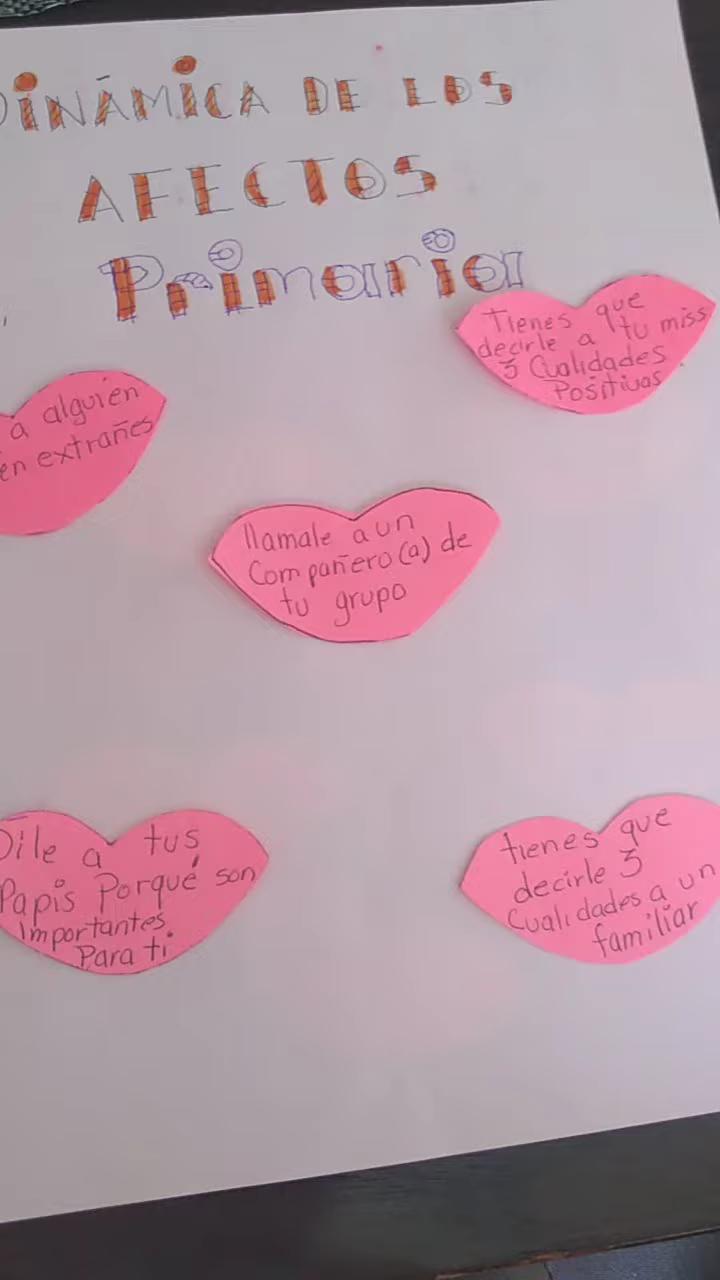 DINÁMICA DE LOS
AFECTOS
Primaria
Tienes que
decirle a tu miss
3 Cualidades
Positivas
a alguien
en extrañes
llamale a un
Compañero(a) de
tu grupo
Dile a tus
Papis Porqué son
Importantes
Para ti.
tienes que
decirle 3
Cualidades a un
familiar